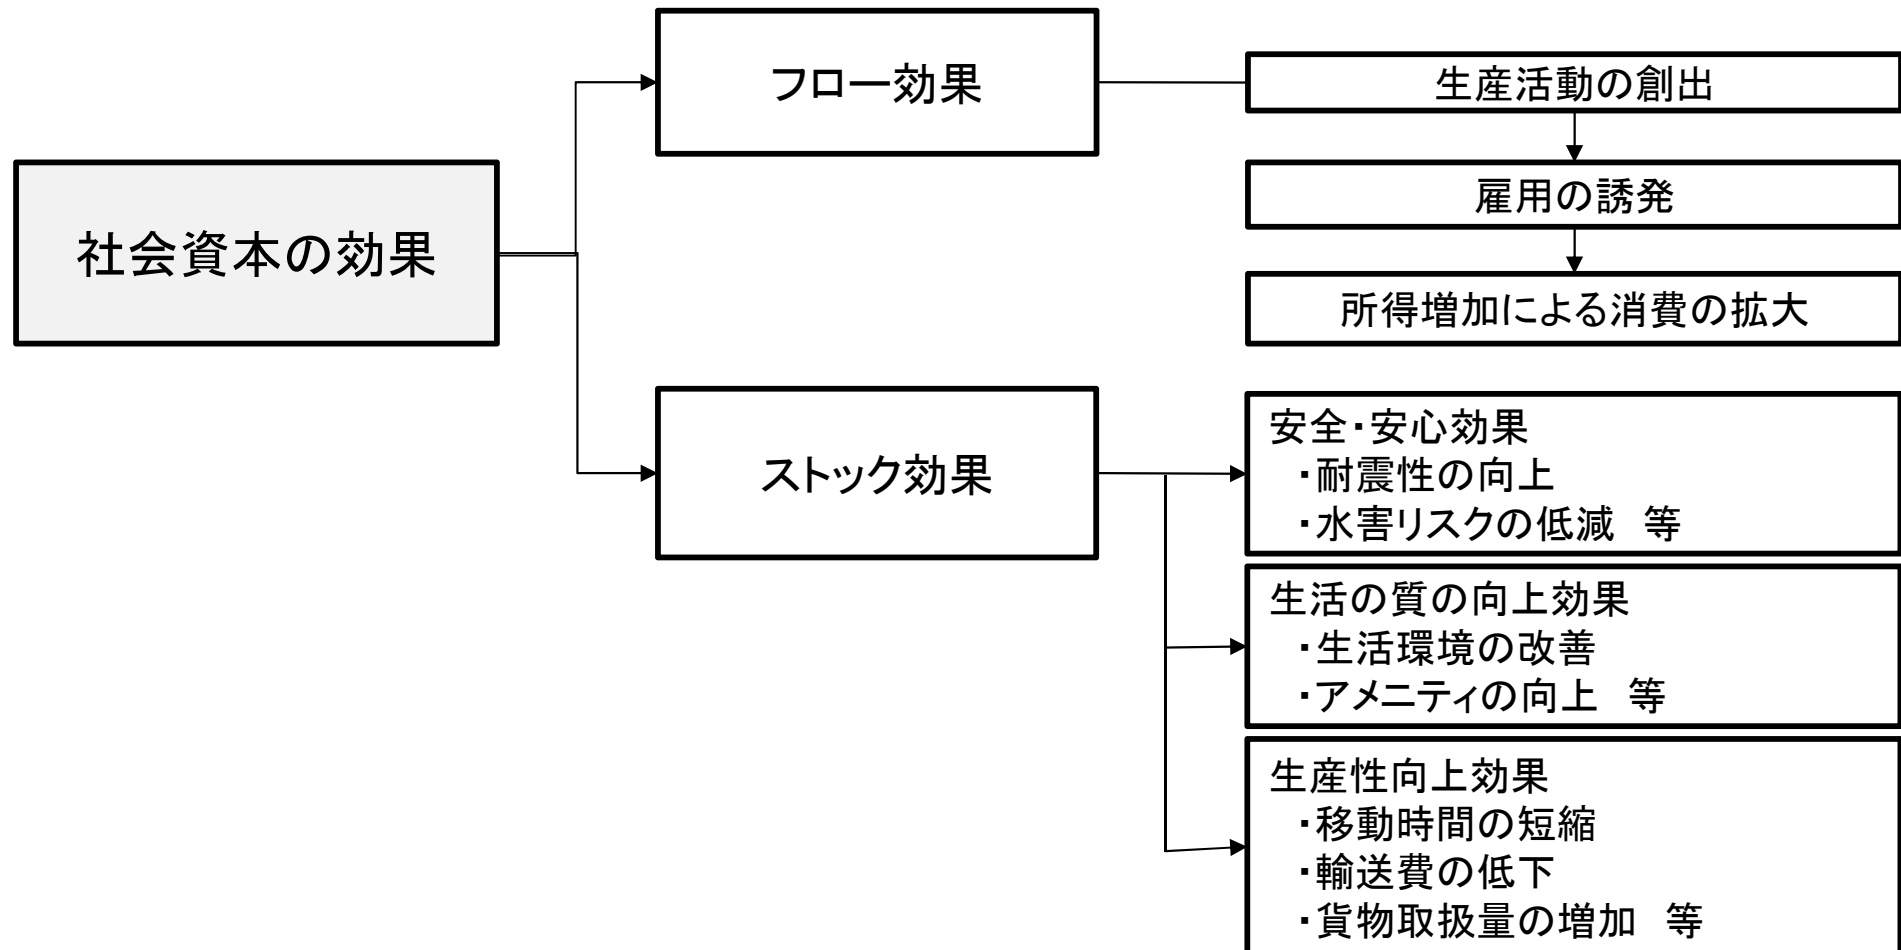 社会資本の効果
フロー効果
生産活動の創出
雇用の誘発
所得増加による消費の拡大
ストック効果
安全・安心効果
・耐震性の向上
・水害リスクの低減　等
生活の質の向上効果
・生活環境の改善
・アメニティの向上　等
生産性向上効果
・移動時間の短縮
・輸送費の低下
・貨物取扱量の増加　等